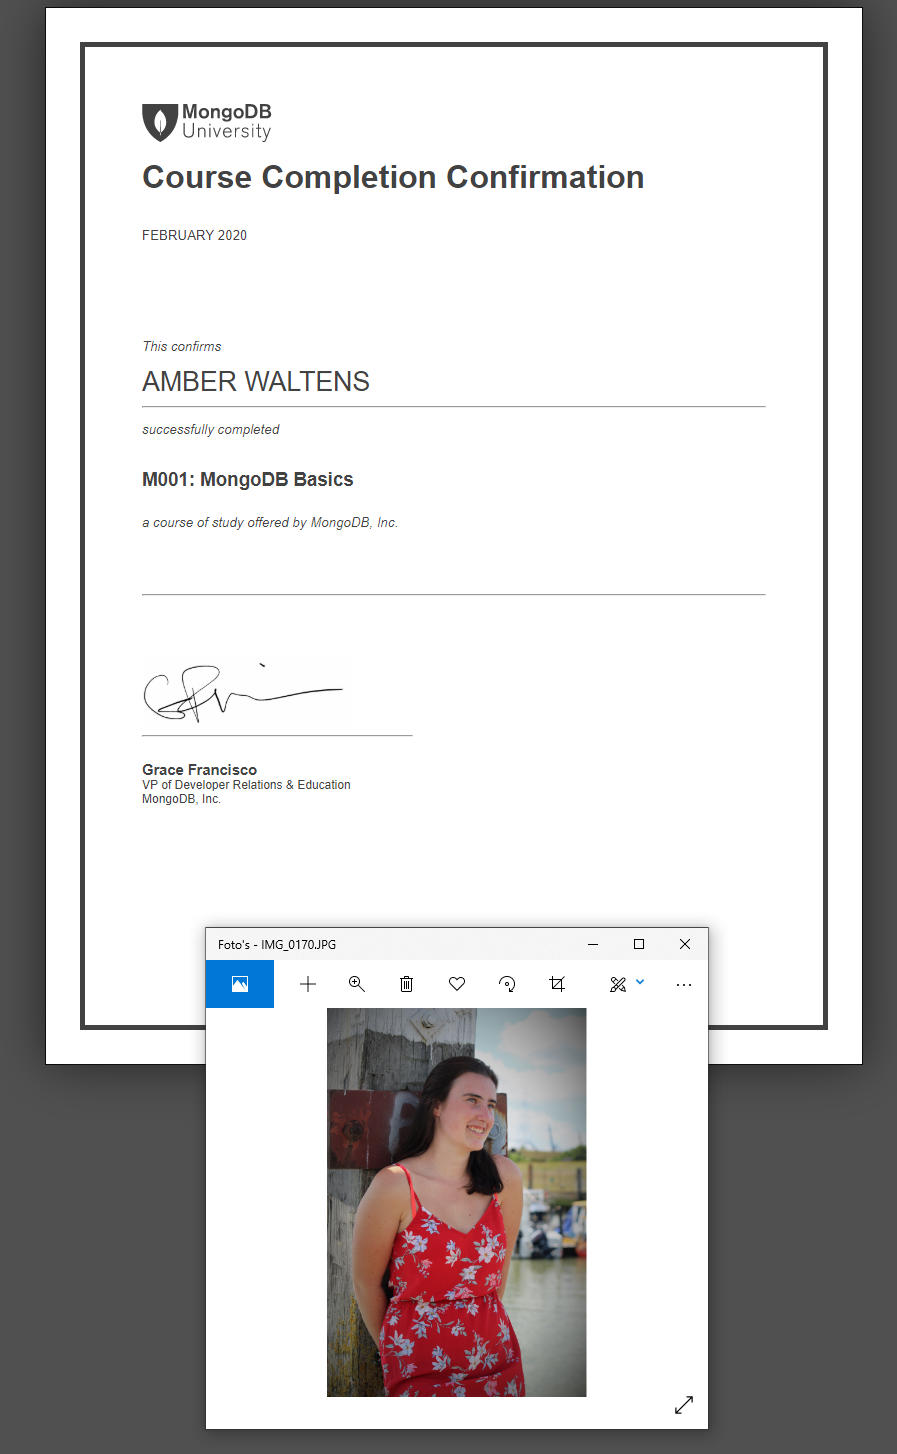 MongoDB
University
Course Completion Confirmation
FEBRUARY 2020
This confirms
AMBER WALTENS
successfully completed
M001: MongoDB Basics
a course of study offered by MongoDB, Inc.
Grace Francisco
VP of Developer Relations & Education
MongoDB, Inc.
Foto's - IMG_0170.JPG